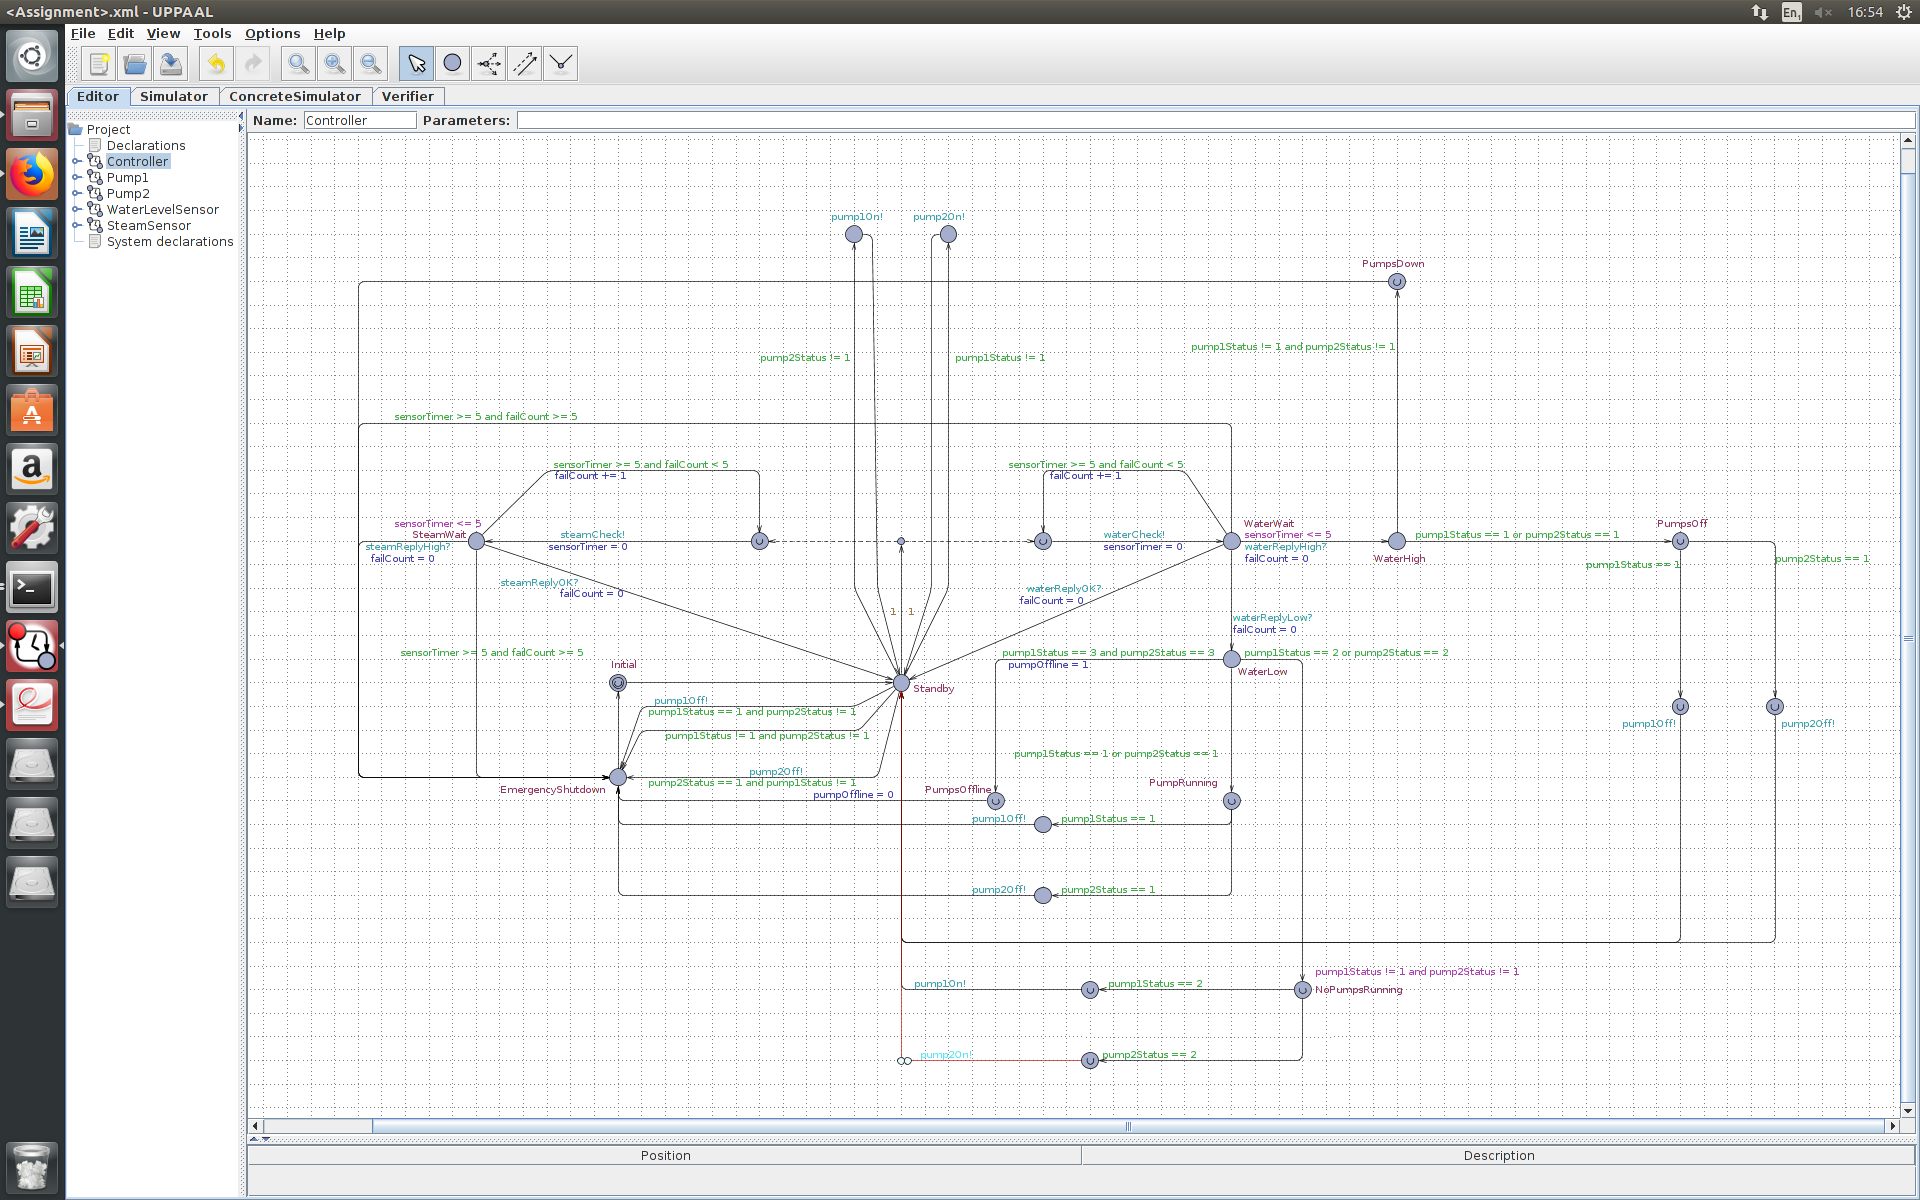 <Assignment>.xml - UPPAAL
En1
16:54
File Edit View Tools Options Help
Editor Simulator ConcreteSimulator Verifier
Name: Controller Parameters:
Project
Declarations
Controller
Pump1
Pump2
WaterLevelSensor
SteamSensor
System declarations
pump1On! pump2On!
PumpsDown
pump2Status != 1
pump1Status != 1
pump1Status != 1 and pump2Status != 1
sensorTimer >= 5 and failCount >= 5
sensorTimer >= 5 and failCount < 5
failCount += 1
sensorTimer >= 5 and failCount < 5
failCount += 1
sensorTimer <= 5
SteamWait
steamReplyHigh?
failCount = 0
steamCheck!
sensorTimer = 0
waterCheck!
sensorTimer = 0
WaterWait
sensorTimer <= 5
waterReplyHigh?
failCount = 0
WaterHigh
pump1Status == 1 or pump2Status == 1
PumpsOff
pump1Status == 1
pump2Status == 1
steamReplyOK?
failCount = 0
waterReplyOK?
failCount = 0
1 1
waterReplyLow?
failCount = 0
sensorTimer >= 5 and failCount >= 5
pump1Status == 3 and pump2Status == 3
pumpOffline = 1
pump1Status == 2 or pump2Status == 2
WaterLow
Initial
Standby
pump1Off!
pump1Status == 1 and pump2Status != 1
pump1Status != 1 and pump2Status != 1
pump1Off!
pump2Off!
pump2Off!
pump2Status == 1 and pump1Status != 1
pump1Status == 1 or pump2Status == 1
EmergencyShutdown
pumpOffline = 0
PumpsOffline
PumpRunning
pump1Off!
pump1Status == 1
pump2Off!
pump2Status == 1
pump1Status != 1 and pump2Status != 1
NoPumpsRunning
pump1On!
pump1Status == 2
pump2On!
pump2Status == 2
Position Description